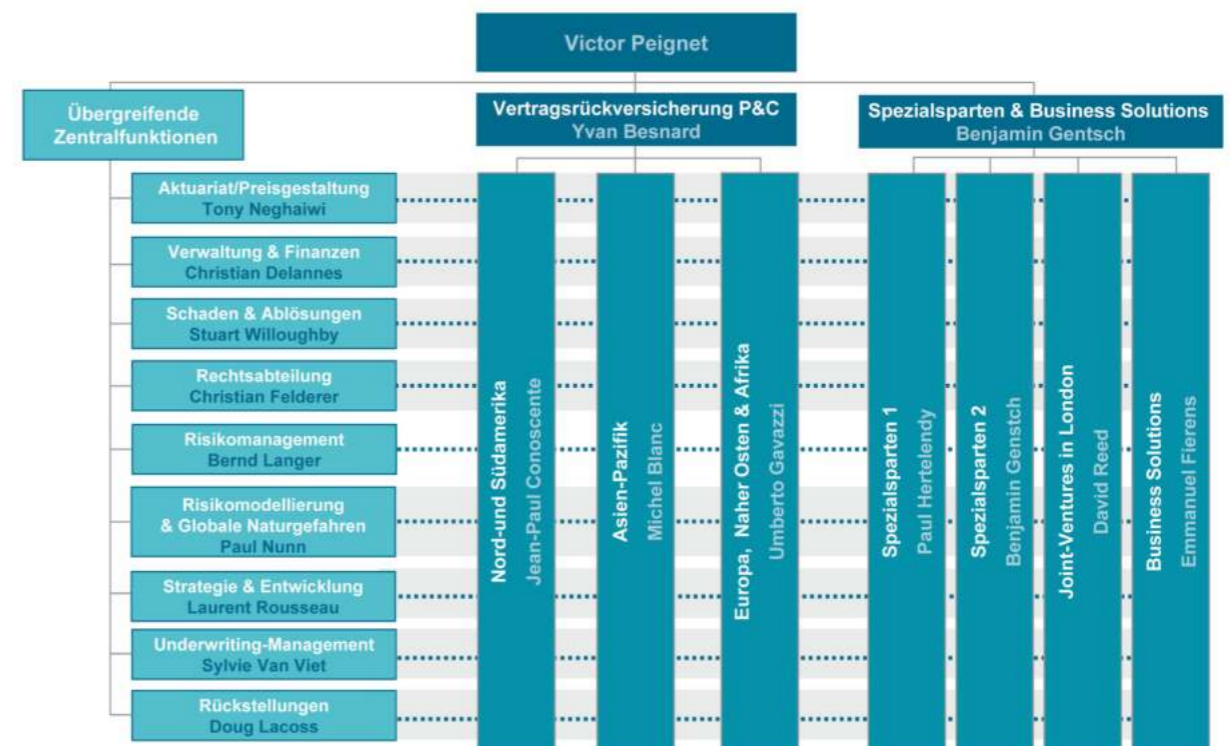 Victor Peignet
Übergreifende
Zentralfunktionen
Vertragsrückversicherung P&C
Yvan Besnard
Spezialsparten & Business Solutions
Benjamin Gentsch
Aktuariat/Preisgestaltung
Tony Neghaiwi
Verwaltung & Finanzen
Christian Delannes
Schaden & Ablösungen
Stuart Willoughby
Rechtsabteilung
Christian Felderer
Risikomanagement
Bernd Langer
Risikomodellierung
& Globale Naturgefahren
Paul Nunn
Strategie & Entwicklung
Laurent Rousseau
Underwriting-Management
Sylvie Van Viet
Rückstellungen
Doug Lacoss
Nord-und Südamerika
Jean-Paul Conoscente
Asien-Pazifik
Michel Blanc
Europa, Naher Osten & Afrika
Umberto Gavazzi
Spezialsparten 1
Paul Hertelendy
Spezialsparten 2
Benjamin Genstch
Joint-Ventures in London
David Reed
Business Solutions
Emmanuel Fierens